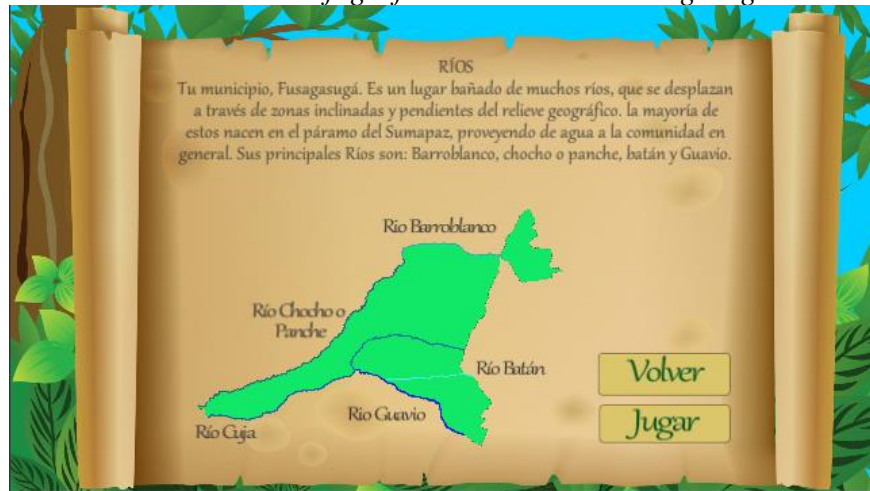 RÍOS
Tu municipio, Fusagasugá. Es un lugar bañado de muchos ríos, que se desplazan
a través de zonas inclinadas y pendientes del relieve geográfico. la mayoría de
estos nacen en el páramo del Sumapaz, proveyendo de agua a la comunidad en
general. Sus principales Ríos son: Barroblanco, chocho o panche, batán y Guavio.
Rio Barroblanco
Río Chocho o
Panche
Río Batán
Volver
Rio Guavio
Jugar
Río Cuja